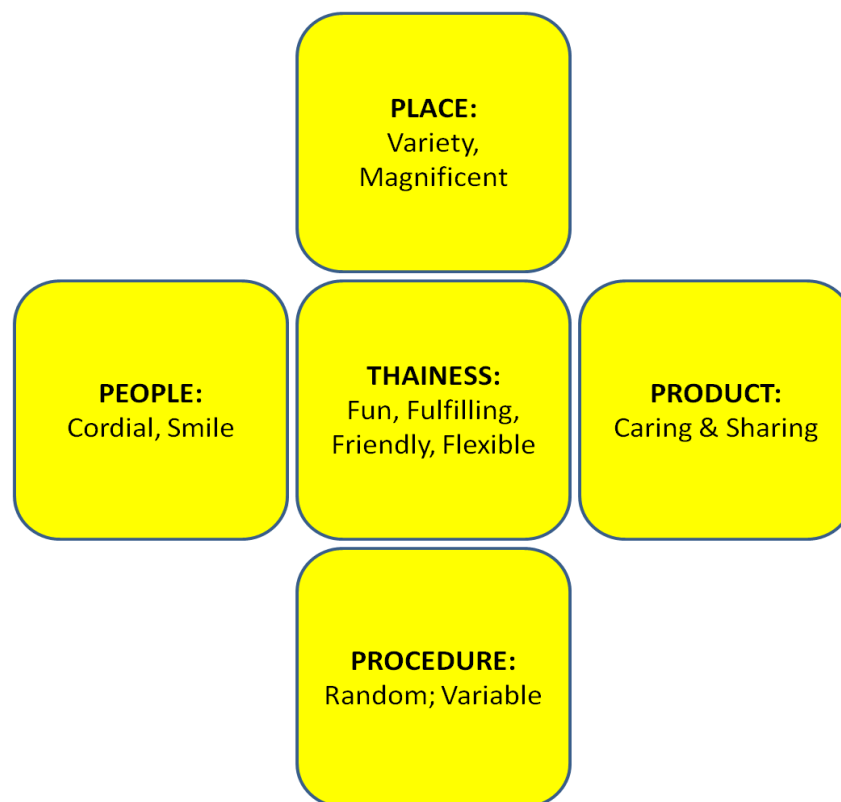 PLACE:
Variety,
Magnificent
PEOPLE:
Cordial, Smile
THAINESS:
Fun, Fulfilling,
Friendly, Flexible
PRODUCT:
Caring & Sharing
PROCEDURE:
Random; Variable